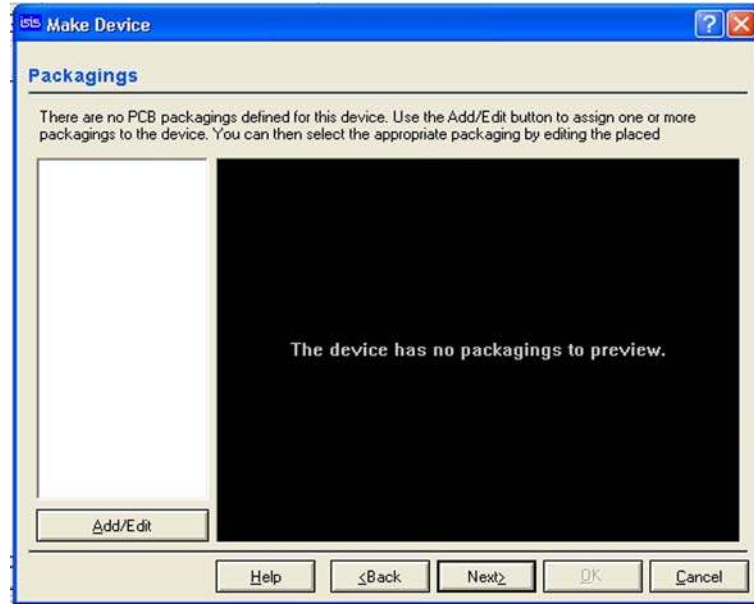 isis Make Device
Packagings
There are no PCB packagings defined for this device. Use the Add/Edit button to assign one or more
packagings to the device. You can then select the appropriate packaging by editing the placed
The device has no packagings to preview.
Add/Edit
Help
<Back
Next>
OK
Cancel